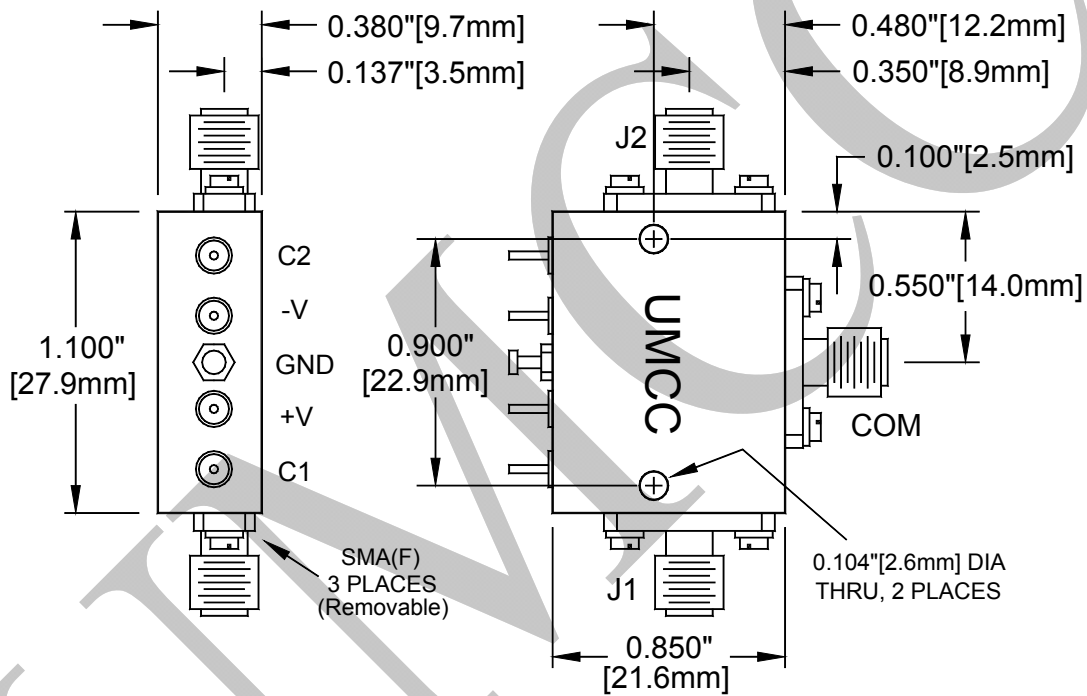 0.380"[9.7mm]
0.137"[3.5mm]
0.480"[12.2mm]
0.350"[8.9mm]
J2
0.100"[2.5mm]
0.550"[14.0mm]
C2
-V
GND
+V
C1
1.100"
[27.9mm]
0.900"
[22.9mm]
UMCC
COM
SMA(F)
3 PLACES
(Removable)
J1
0.104"[2.6mm] DIA
THRU, 2 PLACES
0.850"
[21.6mm]